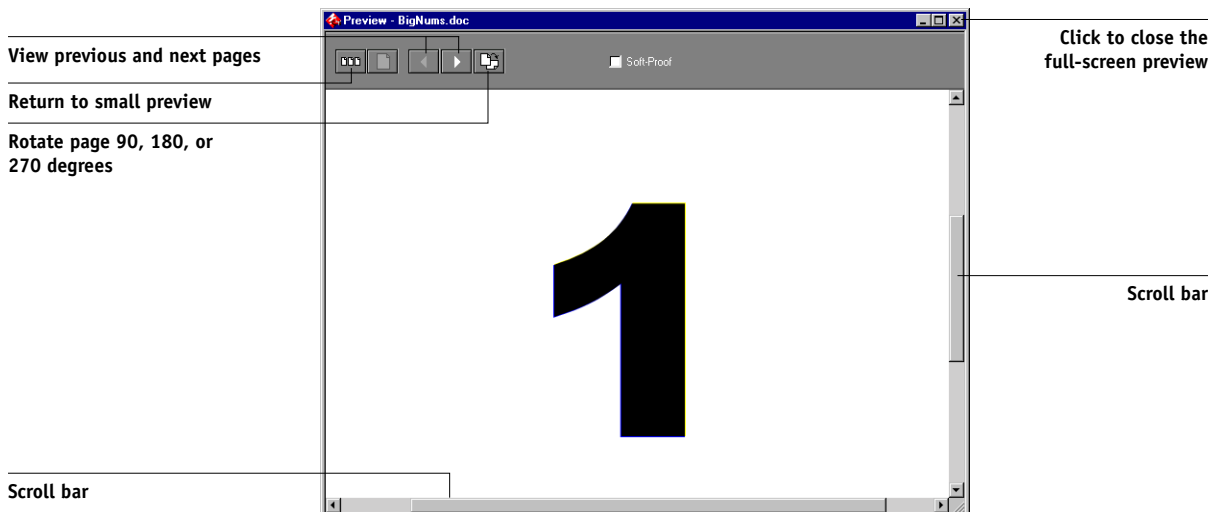 Preview - BigNums.doc
Click to close the
full-screen preview
View previous and next pages
Soft-Proof
Return to small preview
Rotate page 90, 180, or
270 degrees
1
Scroll bar
Scroll bar